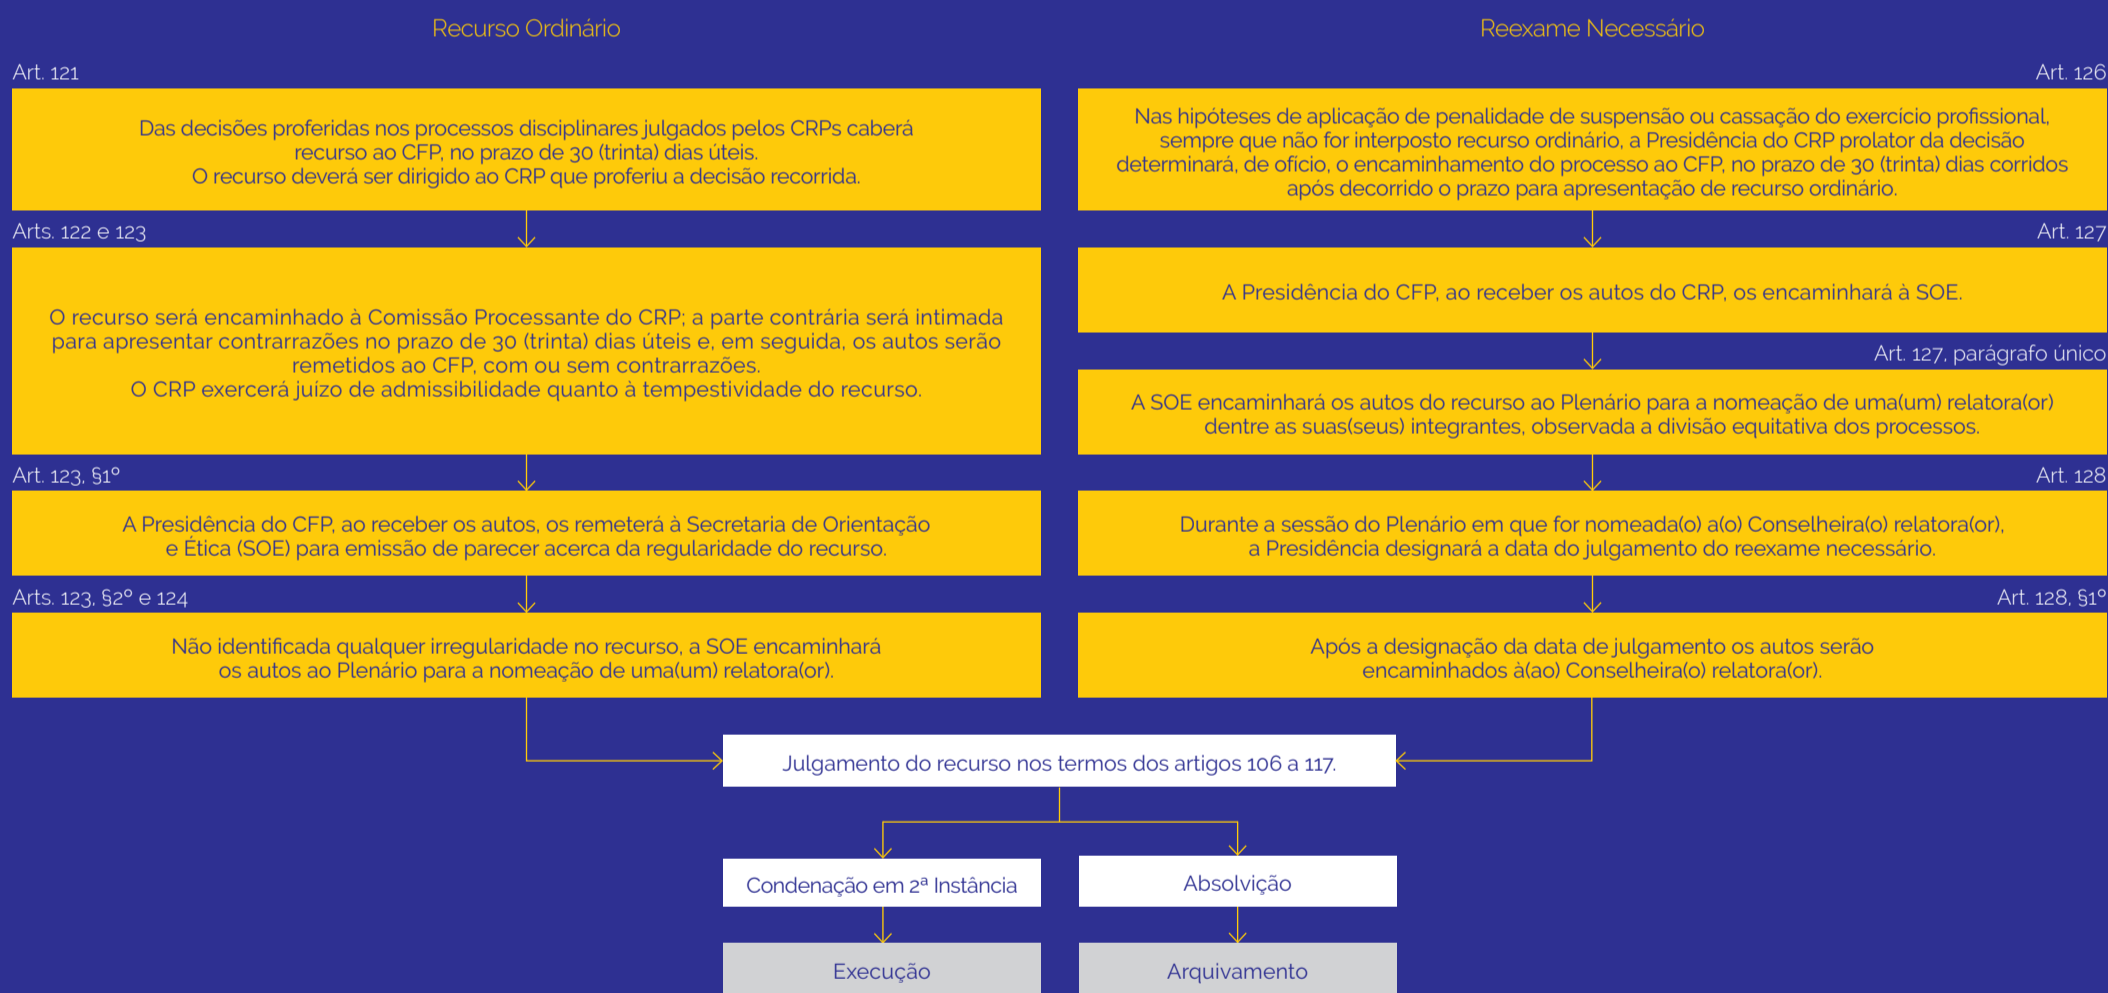 Recurso Ordinário
Art. 121
Das decisões proferidas nos processos disciplinares julgados pelos CRPs caberá
recurso ao CFP, no prazo de 30 (trinta) dias úteis.
O recurso deverá ser dirigido ao CRP que proferiu a decisão recorrida.
Arts. 122 e 123
O recurso será encaminhado à Comissão Processante do CRP; a parte contrária será intimada
para apresentar contrarrazões no prazo de 30 (trinta) dias úteis e, em seguida, os autos serão
remetidos ao CFP, com ou sem contrarrazões.
O CRP exercerá juízo de admissibilidade quanto à tempestividade do recurso.
Art. 123, §1º
A Presidência do CFP, ao receber os autos, os remeterá à Secretaria de Orientação
e Ética (SOE) para emissão de parecer acerca da regularidade do recurso.
Arts. 123, §2º e 124
Não identificada qualquer irregularidade no recurso, a SOE encaminhará
os autos ao Plenário para a nomeação de uma(um) relatora(or).
Reexame Necessário
Art. 126
Nas hipóteses de aplicação de penalidade de suspensão ou cassação do exercício profissional,
sempre que não for interposto recurso ordinário, a Presidência do CRP prolator da decisão
determinará, de ofício, o encaminhamento do processo ao CFP, no prazo de 30 (trinta) dias corridos
após decorrido o prazo para apresentação de recurso ordinário.
Art. 127
A Presidência do CFP, ao receber os autos do CRP, os encaminhará à SOE.
Art. 127, parágrafo único
A SOE encaminhará os autos do recurso ao Plenário para a nomeação de uma(um) relatora(or)
dentre as suas(seus) integrantes, observada a divisão equitativa dos processos.
Art. 128
Durante a sessão do Plenário em que for nomeada(o) a(o) Conselheira(o) relatora(or),
a Presidência designará a data do julgamento do reexame necessário.
Art. 128, §1º
Após a designação da data de julgamento os autos serão
encaminhados à(ao) Conselheira(o) relatora(or).
Julgamento do recurso nos termos dos artigos 106 a 117.
Condenação em 2ª Instância
Absolvição
Execução
Arquivamento